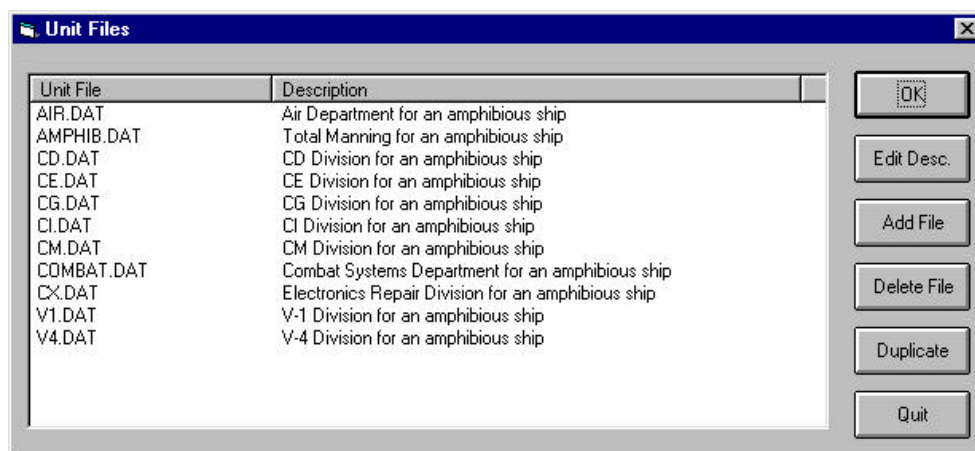 Unit Files
Unit File Description
AIR.DAT Air Department for an amphibious ship
AMPHIB.DAT Total Manning for an amphibious ship
CD.DAT CD Division for an amphibious ship
CE.DAT CE Division for an amphibious ship
CG.DAT CG Division for an amphibious ship
CI.DAT CI Division for an amphibious ship
CM.DAT CM Division for an amphibious ship
COMBAT.DAT Combat Systems Department for an amphibious ship
CX.DAT Electronics Repair Division for an amphibious ship
V1.DAT V-1 Division for an amphibious ship
V4.DAT V-4 Division for an amphibious ship
OK
Edit Desc.
Add File
Delete File
Duplicate
Quit